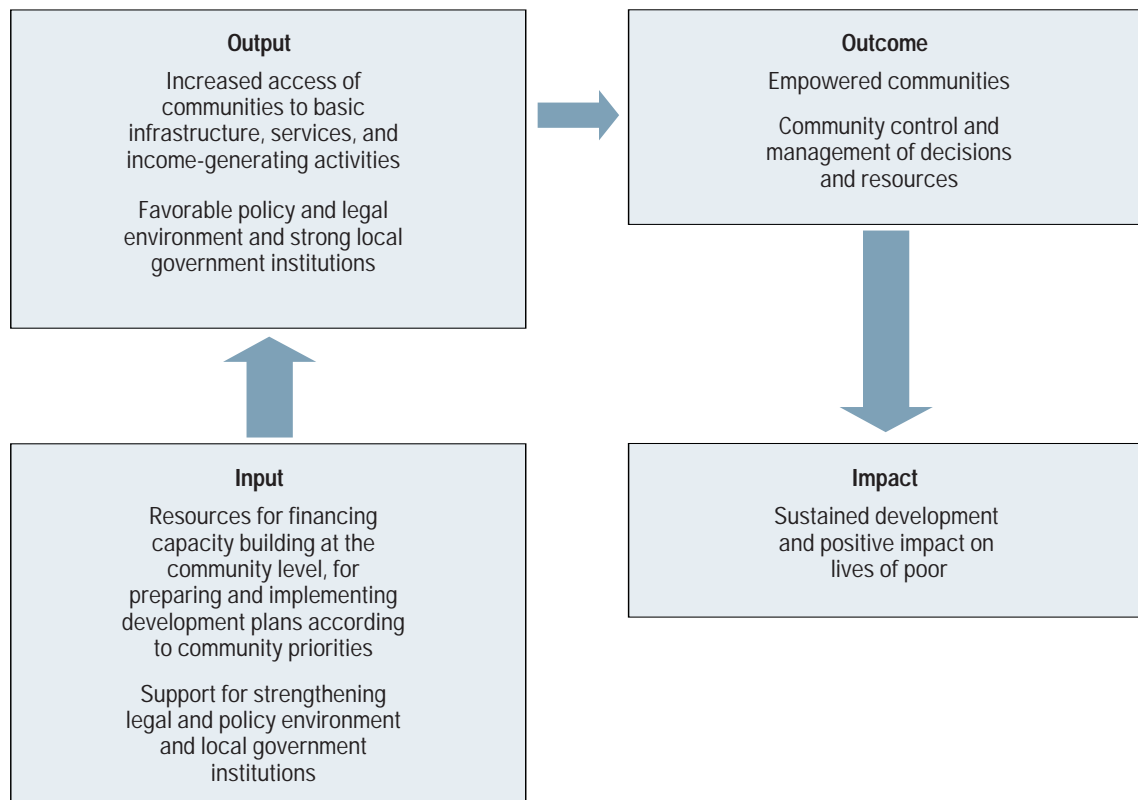 Output
Increased access of
communities to basic
infrastructure, services, and
income-generating activities
Favorable policy and legal
environment and strong local
government institutions
Outcome
Empowered communities
Community control and
management of decisions
and resources
Input
Resources for financing
capacity building at the
community level, for
preparing and implementing
development plans according
to community priorities
Support for strengthening
legal and policy environment
and local government
institutions
Impact
Sustained development
and positive impact on
lives of poor